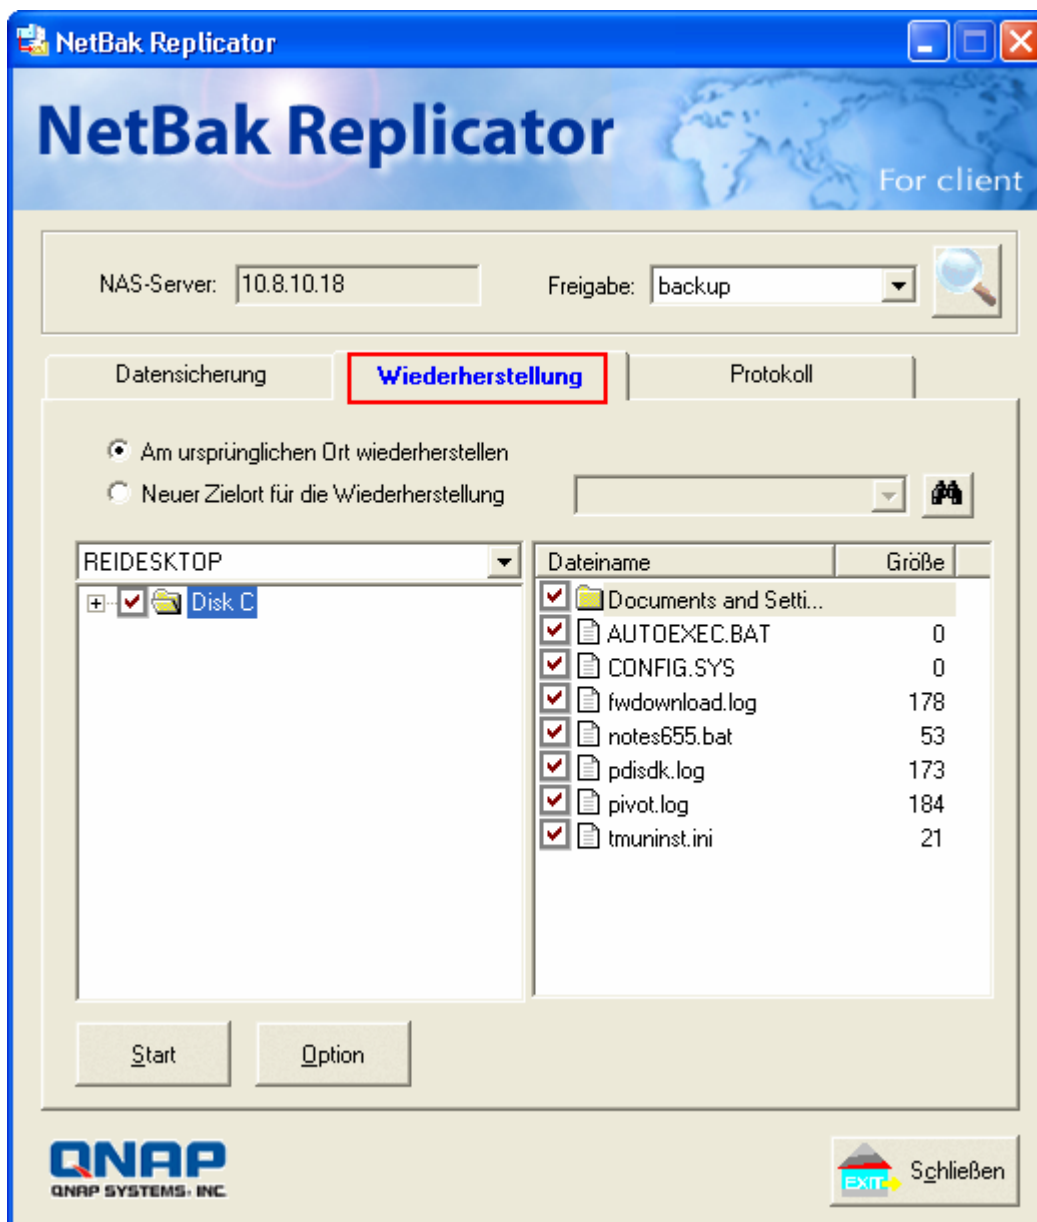 NetBak Replicator
NetBak Replicator
For client
NAS-Server: 10.8.10.18 Freigabe: backup
Datensicherung Wiederherstellung Protokoll
Am ursprünglichen Ort wiederherstellen
Neuer Zielort für die Wiederherstellung
REIDESKTOP
Disk C
Dateiname Größe
Documents and Setti...
AUTOEXEC.BAT 0
CONFIG.SYS 0
fwdownload.log 178
notes655.bat 53
pdisdk.log 173
pivot.log 184
tmuninst.ini 21
Start Option
QNAP
QNAP SYSTEMS, INC
EXIT Schließen